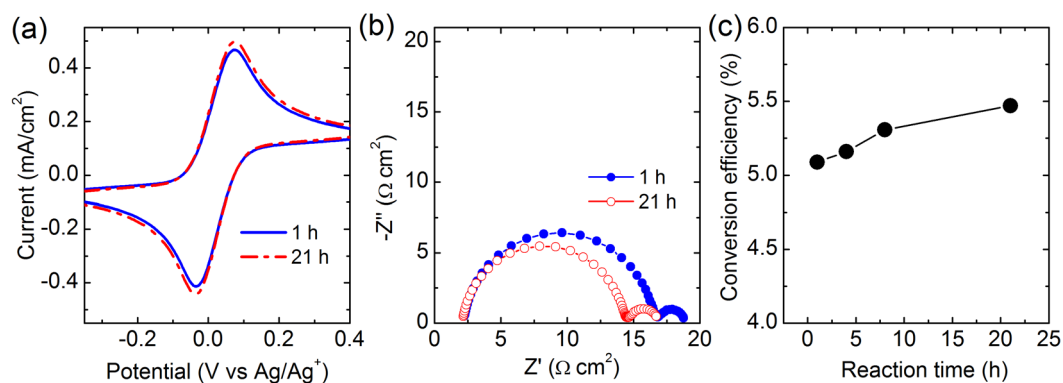 (a)
Current (mA/cm²)
0.4
0.2
0.0
-0.2
-0.4
1 h
21 h
-0.2 0.0 0.2 0.4
Potential (V vs Ag/Ag⁺)
(b)
-Z" (Ω cm²)
20
15
10
5
0
1 h
21 h
0 5 10 15 20
Z' (Ω cm²)
(c)
Conversion efficiency (%)
6.0
5.5
5.0
4.5
4.0
0 5 10 15 20 25
Reaction time (h)